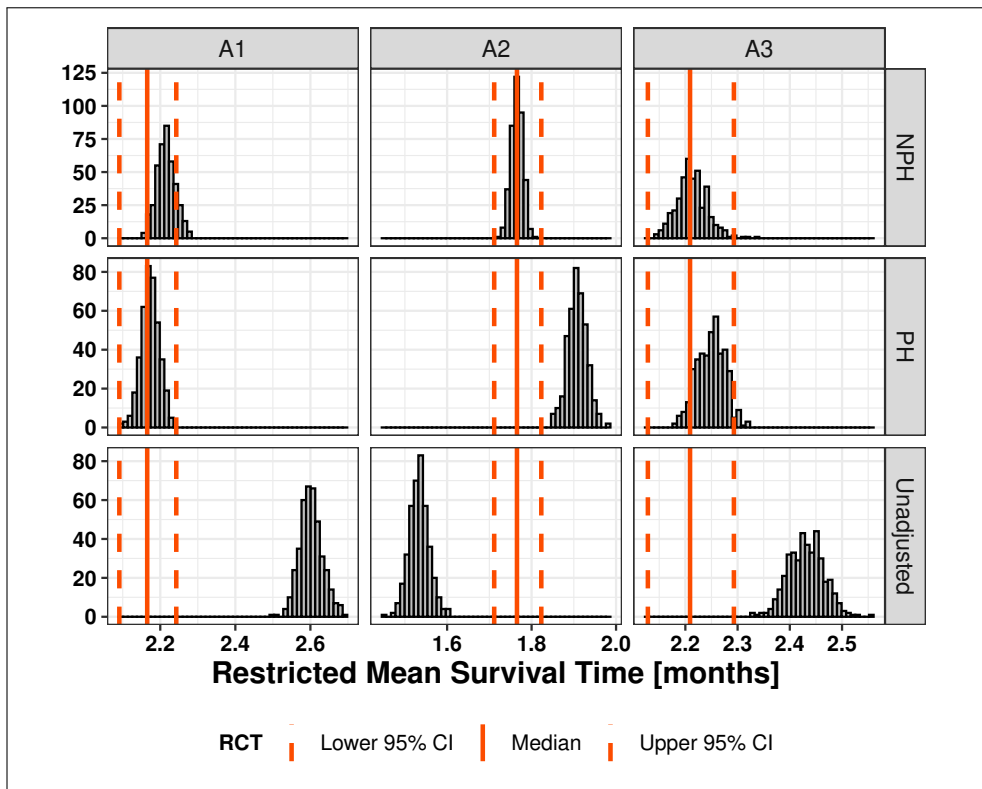 A1 A2 A3
125
100
75
50
25
0
NPH
80
60
40
20
0
PH
80
60
40
20
0
Unadjusted
2.2 2.4 2.6 1.6 1.8 2.0 2.2 2.3 2.4 2.5
Restricted Mean Survival Time [months]
RCT Lower 95% CI Median Upper 95% CI